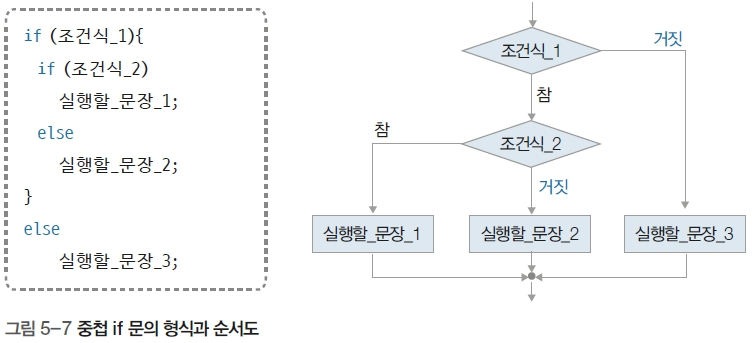 if (조건식_1){
if (조건식_2)
실행할_문장_1;
else
실행할_문장_2;
}
else
실행할_문장_3;
조건식_1
거짓
참
참
조건식_2
거짓
실행할_문장_1
실행할_문장_2
실행할_문장_3
그림 5-7 중첩 if 문의 형식과 순서도